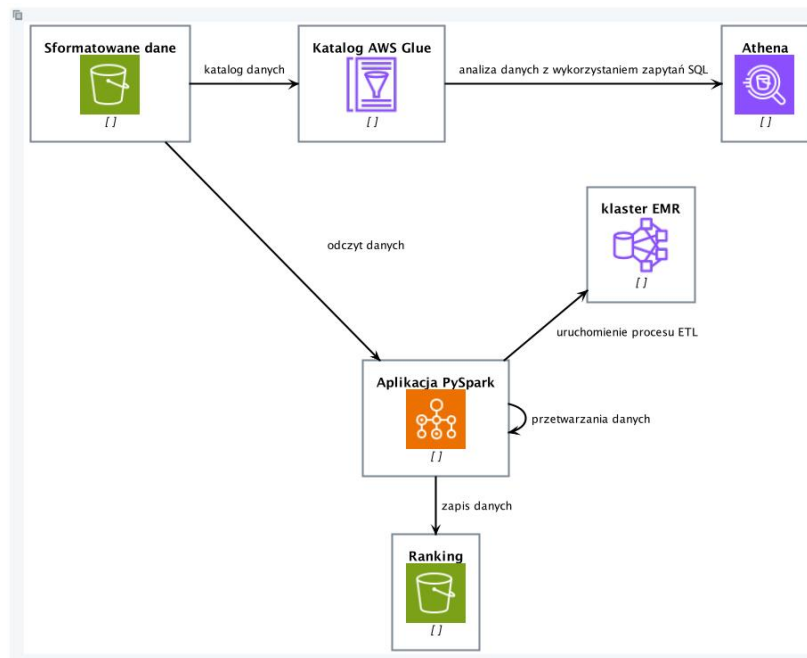 Sformatowane dane
[ ]
katalog danych
Katalog AWS Glue
[ ]
analiza danych z wykorzystaniem zapytań SQL
Athena
[ ]
odczyt danych
klaster EMR
[ ]
uruchomienie procesu ETL
Aplikacja PySpark
[ ]
przetwarzania danych
zapis danych
Ranking
[ ]